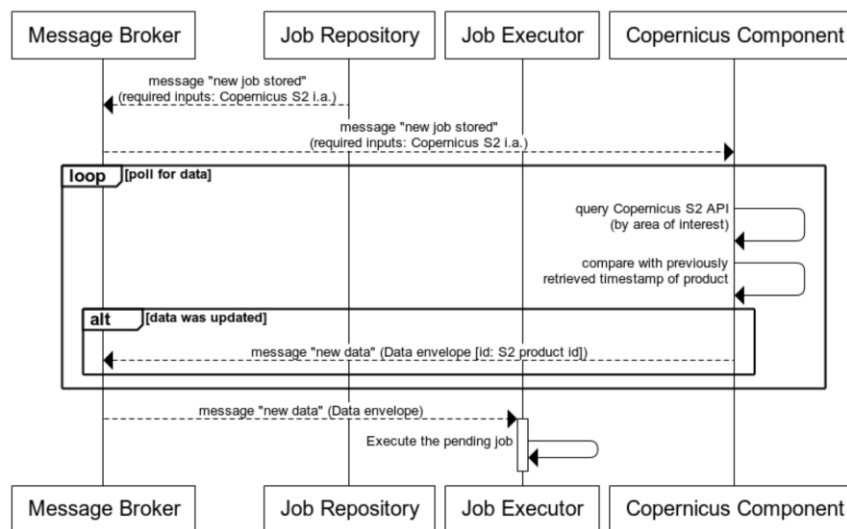 Message Broker
Job Repository
Job Executor
Copernicus Component
message "new job stored"
(required inputs: Copernicus S2 i.a.)
message "new job stored"
(required inputs: Copernicus S2 i.a.)
loop
[poll for data]
query Copernicus S2 API
(by area of interest)
compare with previously
retrieved timestamp of product
alt
[data was updated]
message "new data" (Data envelope [id: S2 product id])
message "new data" (Data envelope)
Execute the pending job
Message Broker
Job Repository
Job Executor
Copernicus Component